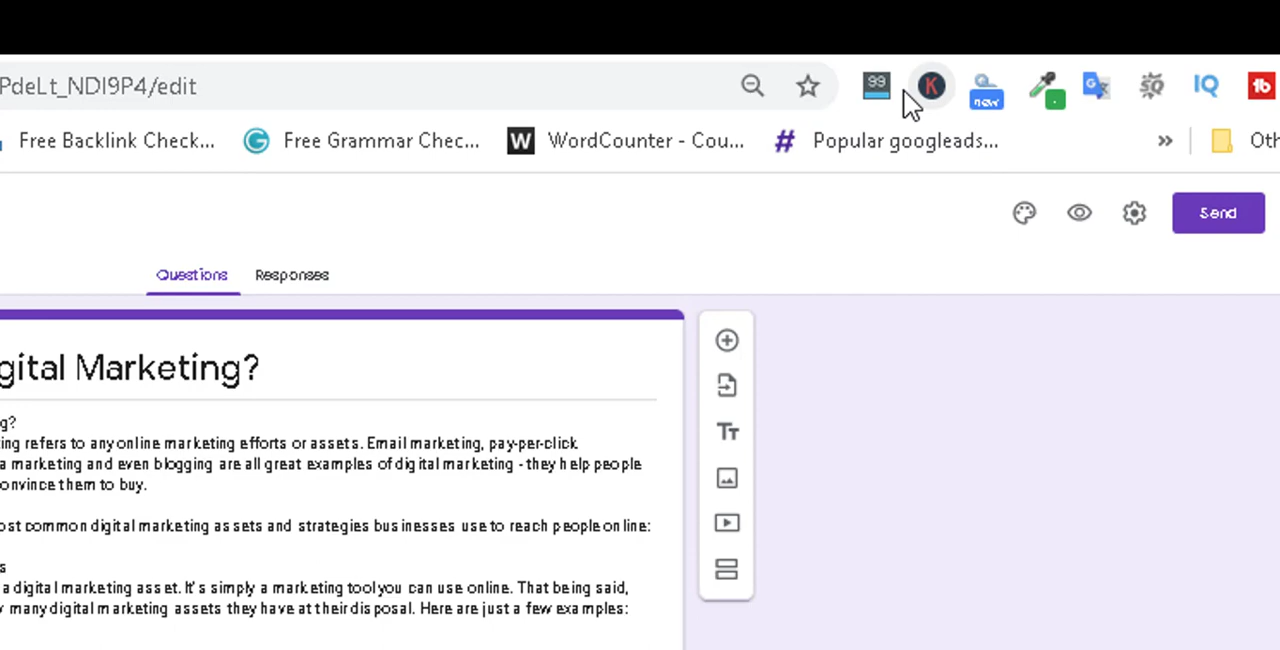 PdeLt_NDI9P4/edit
99
K
new
G
SQ
IQ
Free Backlink Check...
G
Free Grammar Chec...
W
WordCounter - Cou...
#
Popular googleads...
»
Oth
Send
Questions
Responses
gital Marketing?
g?
ing refers to any online marketing efforts or assets. Email marketing, pay-per-click
a marketing and even blogging are all great examples of digital marketing - they help people
onvince them to buy.
ost common digital marketing assets and strategies businesses use to reach people online:
Tт
s
a digital marketing asset. It's simply a marketing tool you can use online. That being said,
y many digital marketing assets they have at their disposal. Here are just a few examples: